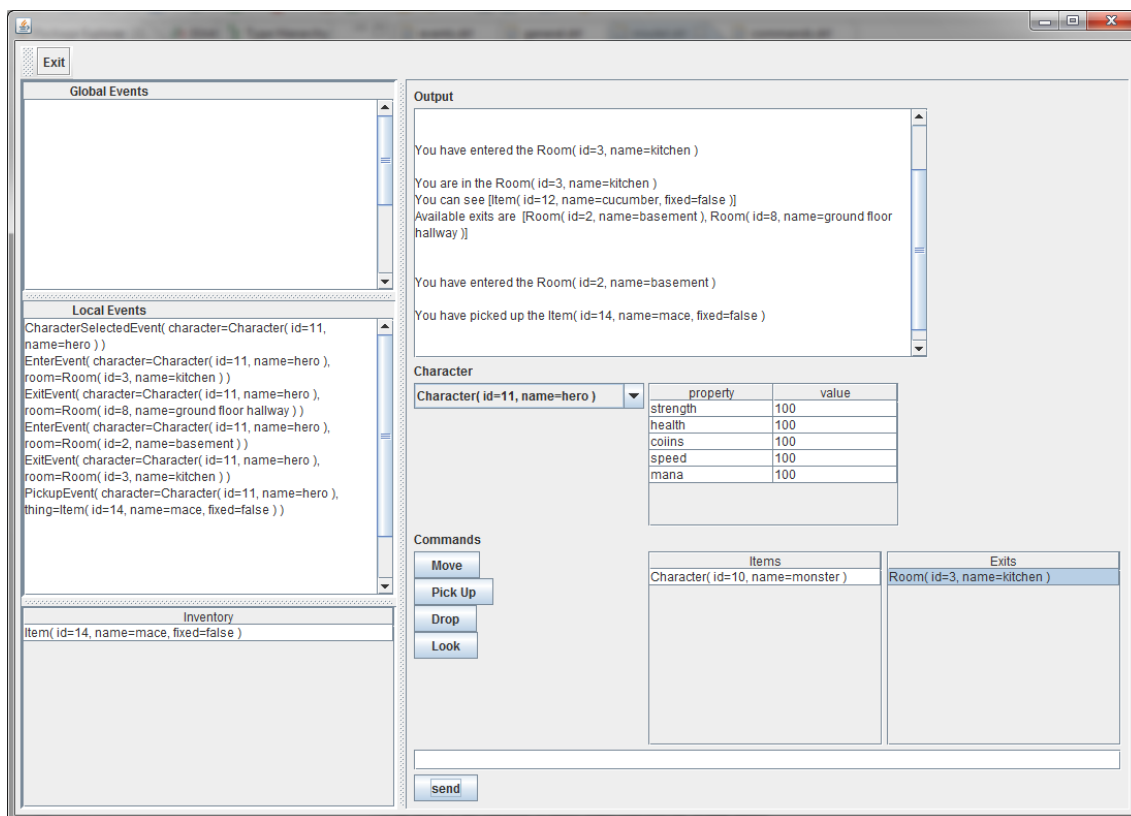 Exit
Global Events
Local Events
CharacterSelectedEvent( character=Character( id=11,
name=hero ) )
EnterEvent( character=Character( id=11, name=hero ),
room=Room( id=3, name=kitchen ) )
ExitEvent( character=Character( id=11, name=hero ),
room=Room( id=8, name=ground floor hallway ) )
EnterEvent( character=Character( id=11, name=hero ),
room=Room( id=2, name=basement ) )
ExitEvent( character=Character( id=11, name=hero ),
room=Room( id=3, name=kitchen ) )
PickupEvent( character=Character( id=11, name=hero ),
thing=Item( id=14, name=mace, fixed=false ) )
Inventory
Item( id=14, name=mace, fixed=false )
Output
You have entered the Room( id=3, name=kitchen )
You are in the Room( id=3, name=kitchen )
You can see [Item( id=12, name=cucumber, fixed=false )]
Available exits are  [Room( id=2, name=basement ), Room( id=8, name=ground floor
hallway )]
You have entered the Room( id=2, name=basement )
You have picked up the Item( id=14, name=mace, fixed=false )
Character
Character( id=11, name=hero )
property value
strength 100
health 100
coiins 100
speed 100
mana 100
Commands
Move
Pick Up
Drop
Look
Items
Character( id=10, name=monster )
Exits
Room( id=3, name=kitchen )
send